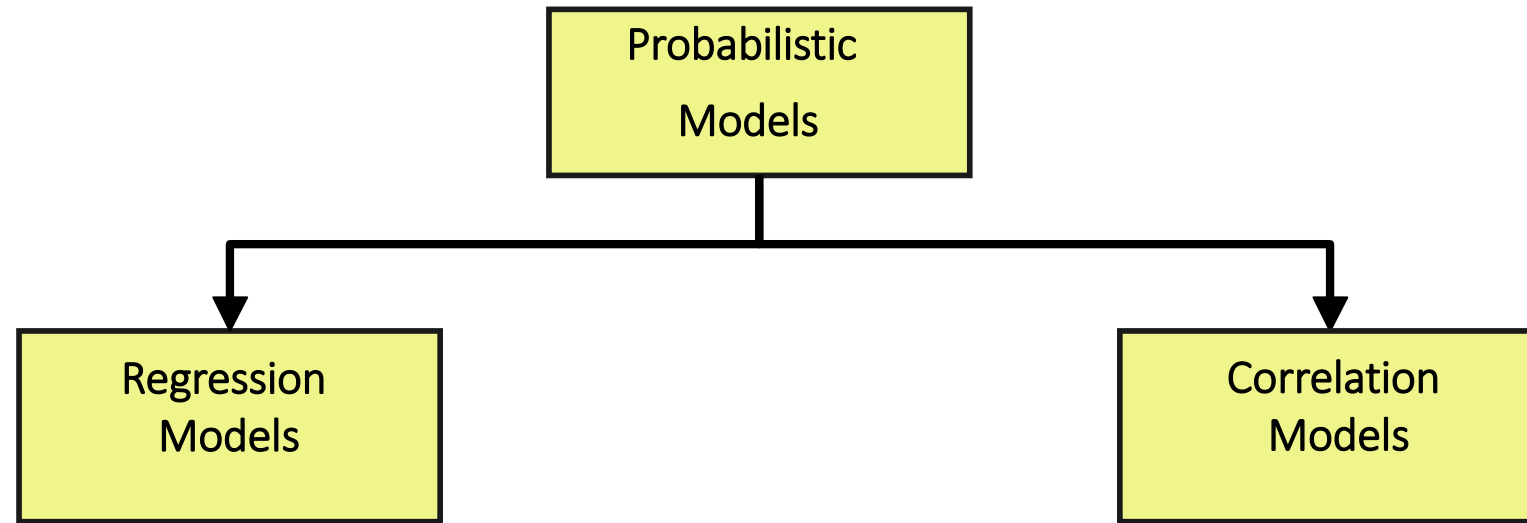 Probabilistic
Models
Regression
Models
Correlation
Models